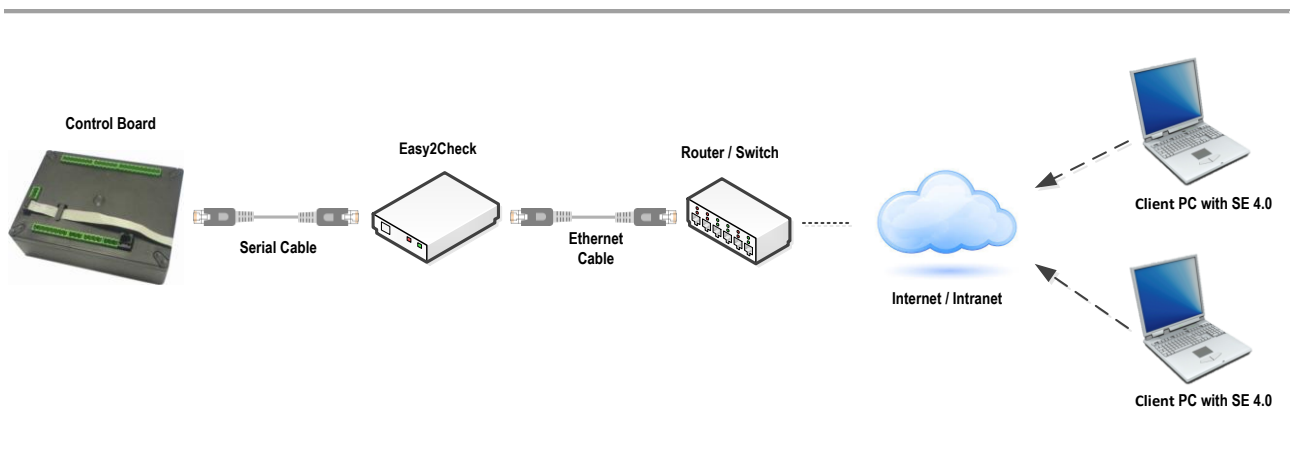 Control Board
Easy2Check
Router / Switch
Serial Cable
Ethernet
Cable
Internet / Intranet
Client PC with SE 4.0
Client PC with SE 4.0